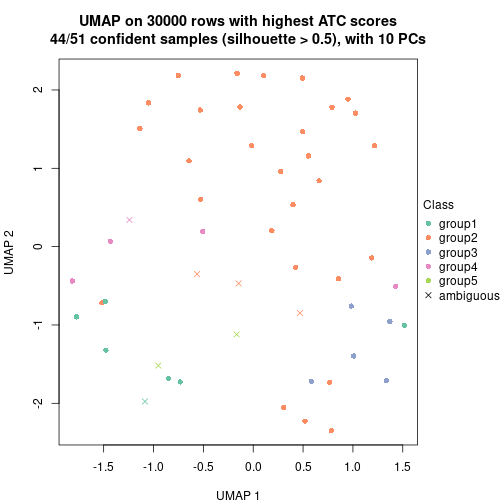 UMAP on 30000 rows with highest ATC scores
44/51 confident samples (silhouette > 0.5), with 10 PCs
2
1
0
-1
-2
UMAP 2
-1.5 -1.0 -0.5 0.0 0.5 1.0 1.5
UMAP 1
Class
group1
group2
group3
group4
group5
ambiguous